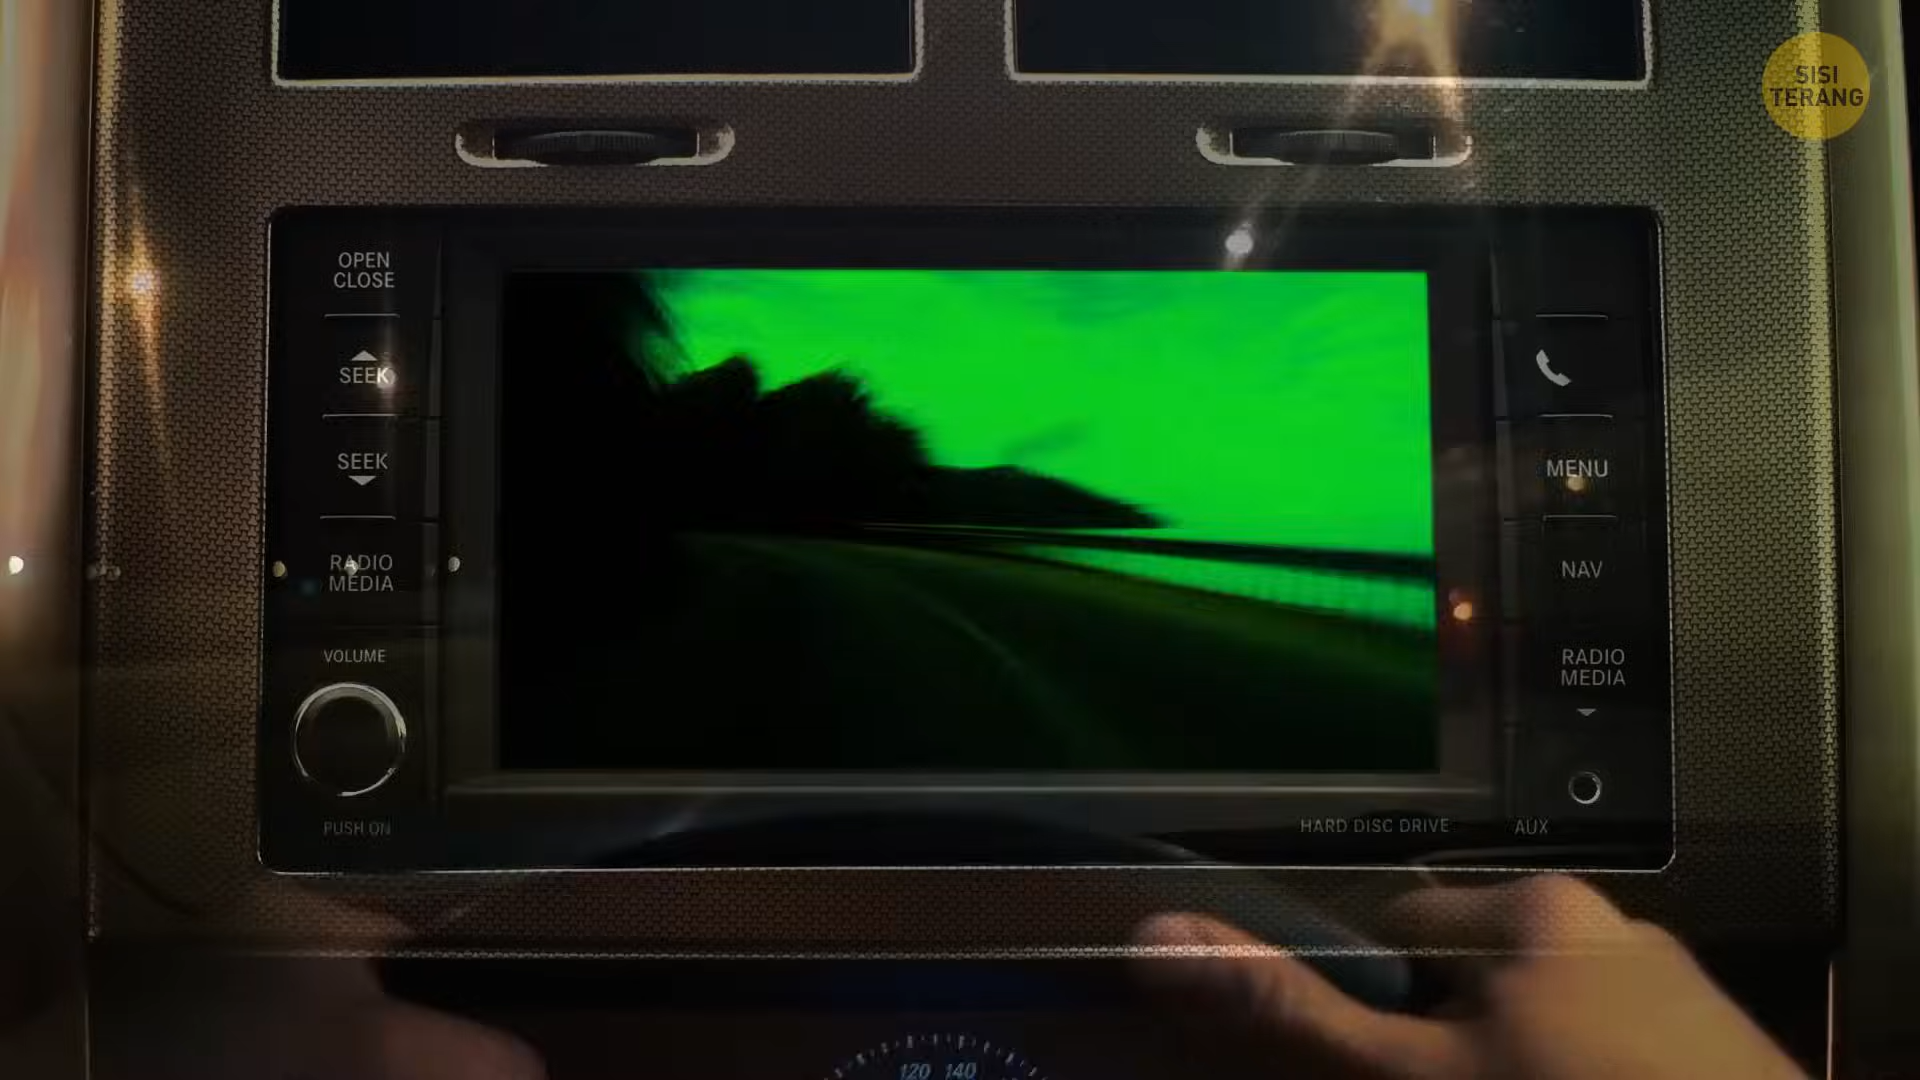 SISI
TERANG
OPEN
CLOSE
SEEK
SEEK
MENU
NAV
RADIO
MEDIA
RADIO
MEDIA
VOLUME
PUSH ON
HARD DISC DRIVE
AUX
120 140